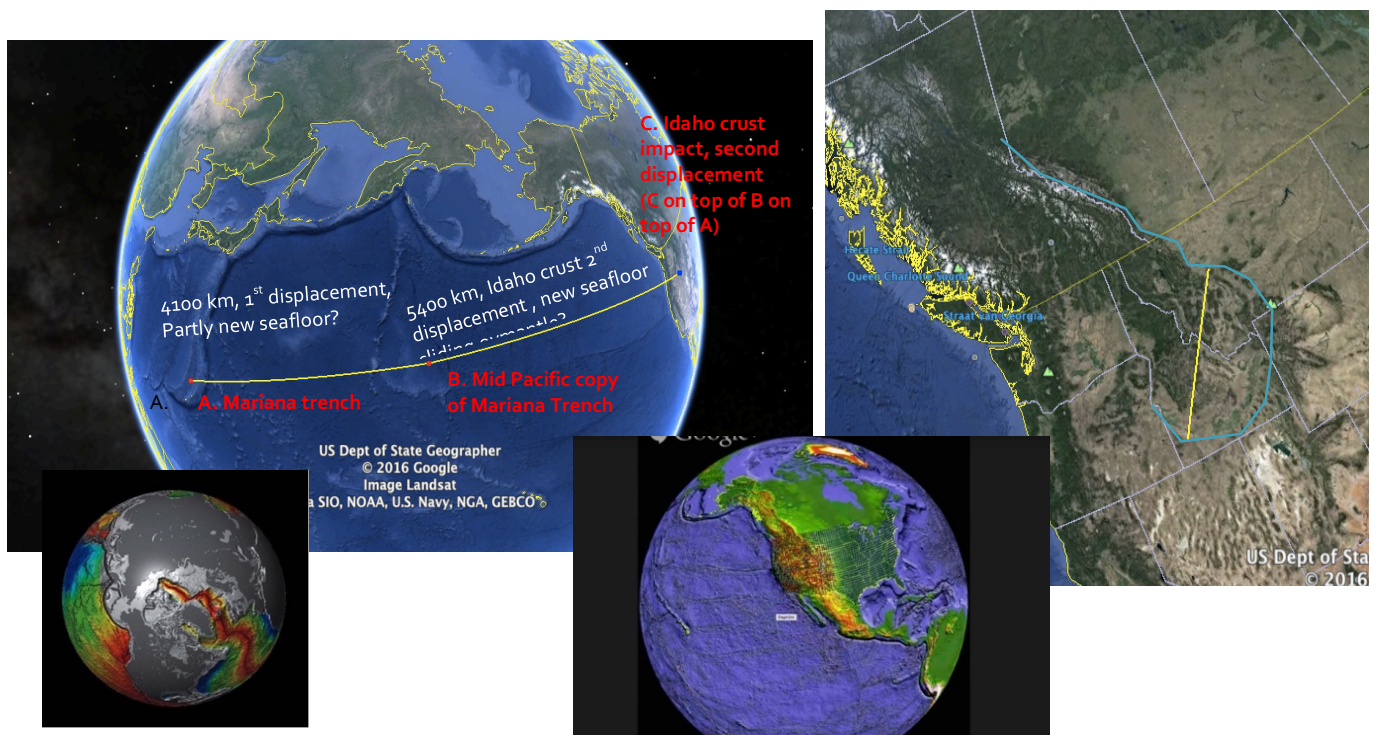 C. Idaho crust
impact, second
displacement
(C on top of B on
top of A)
4100 km, 1st displacement,
Partly new seafloor?
5400 km, Idaho crust 2nd
displacement , new seafloor
A.
A. Mariana trench
B. Mid Pacific copy
of Mariana Trench
US Dept of State Geographer
© 2016 Google
Image Landsat
a SIO, NOAA, U.S. Navy, NGA, GEBCO
Google
Hecate Strait
Queen Charlotte Sound
Straat van Georgia
US Dept of Sta
© 2016